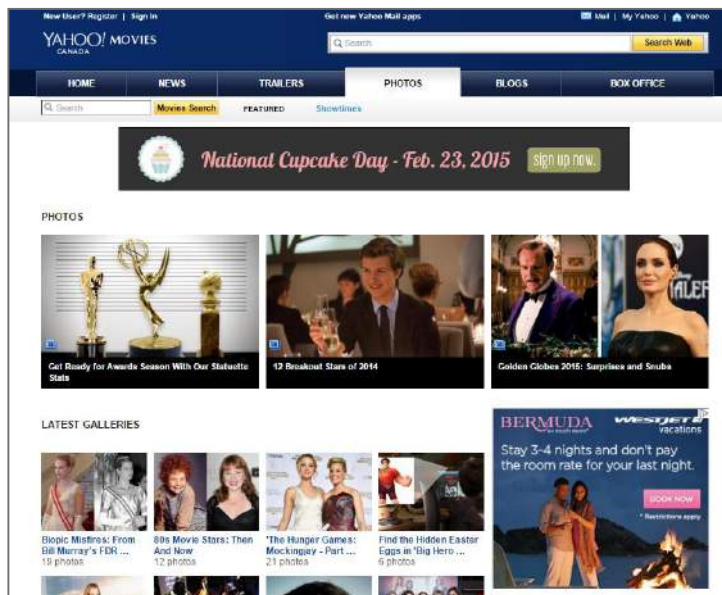 New User? Register | Sign In
Get new Yahoo Mail apps
Mail | My Yahoo | Yahoo
YAHOO! MOVIES
CANADA
Search
Search Web
HOME
NEWS
TRAILERS
PHOTOS
BLOGS
BOX OFFICE
Search
Movies Search
FEATURED
Showtimes
National Cupcake Day - Feb. 23, 2015
sign up now.
PHOTOS
Get Ready for Awards Season With Our Statuette
Stats
12 Breakout Stars of 2014
Golden Globes 2015: Surprises and Snubs
LATEST GALLERIES
Biopic Misfires: From
Bill Murray's FDR ...
19 photos
80s Movie Stars: Then
And Now
12 photos
'The Hunger Games:
Mockingjay - Part ...
21 photos
Find the Hidden Easter
Eggs in 'Big Hero ...
6 photos
BERMUDA
WESTJET
vacations
Stay 3-4 nights and don't pay
the room rate for your last night.
BOOK NOW
* Restrictions apply